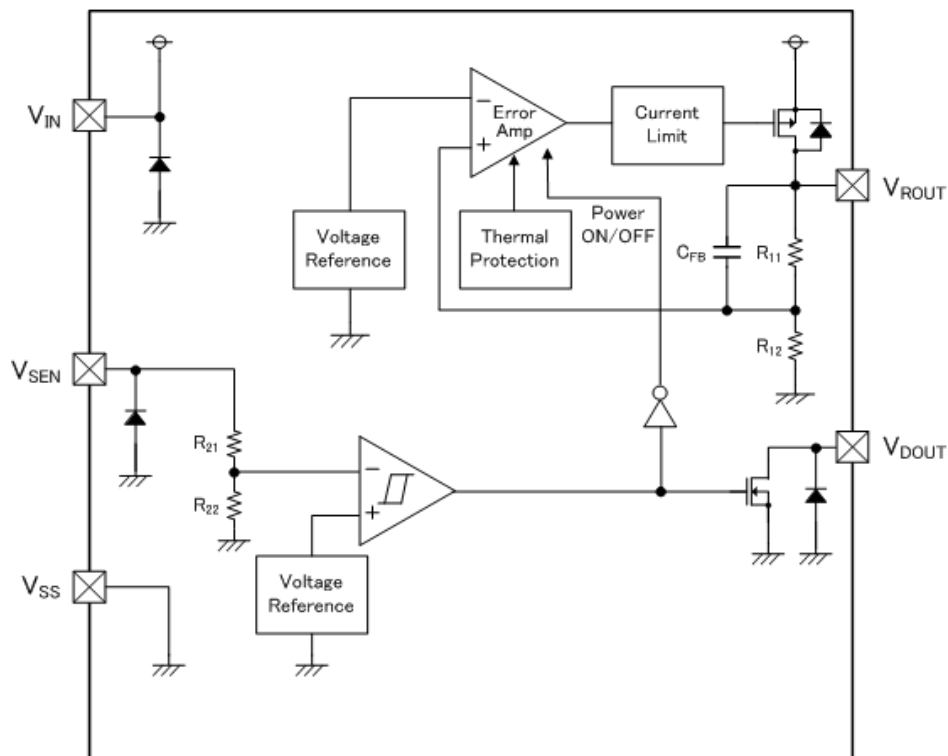 V_IN
−
Error
Amp
+
Current
Limit
V_ROUT
Voltage
Reference
Thermal
Protection
Power
ON/OFF
C_FB
R_11
R_12
V_SEN
R_21
R_22
−
+
V_DOUT
Voltage
Reference
V_SS